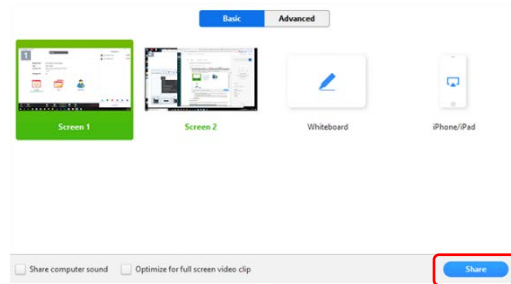 Basic Advanced
1
Screen 1 Screen 2 Whiteboard iPhone/iPad
Share computer sound Optimize for full screen video clip Share